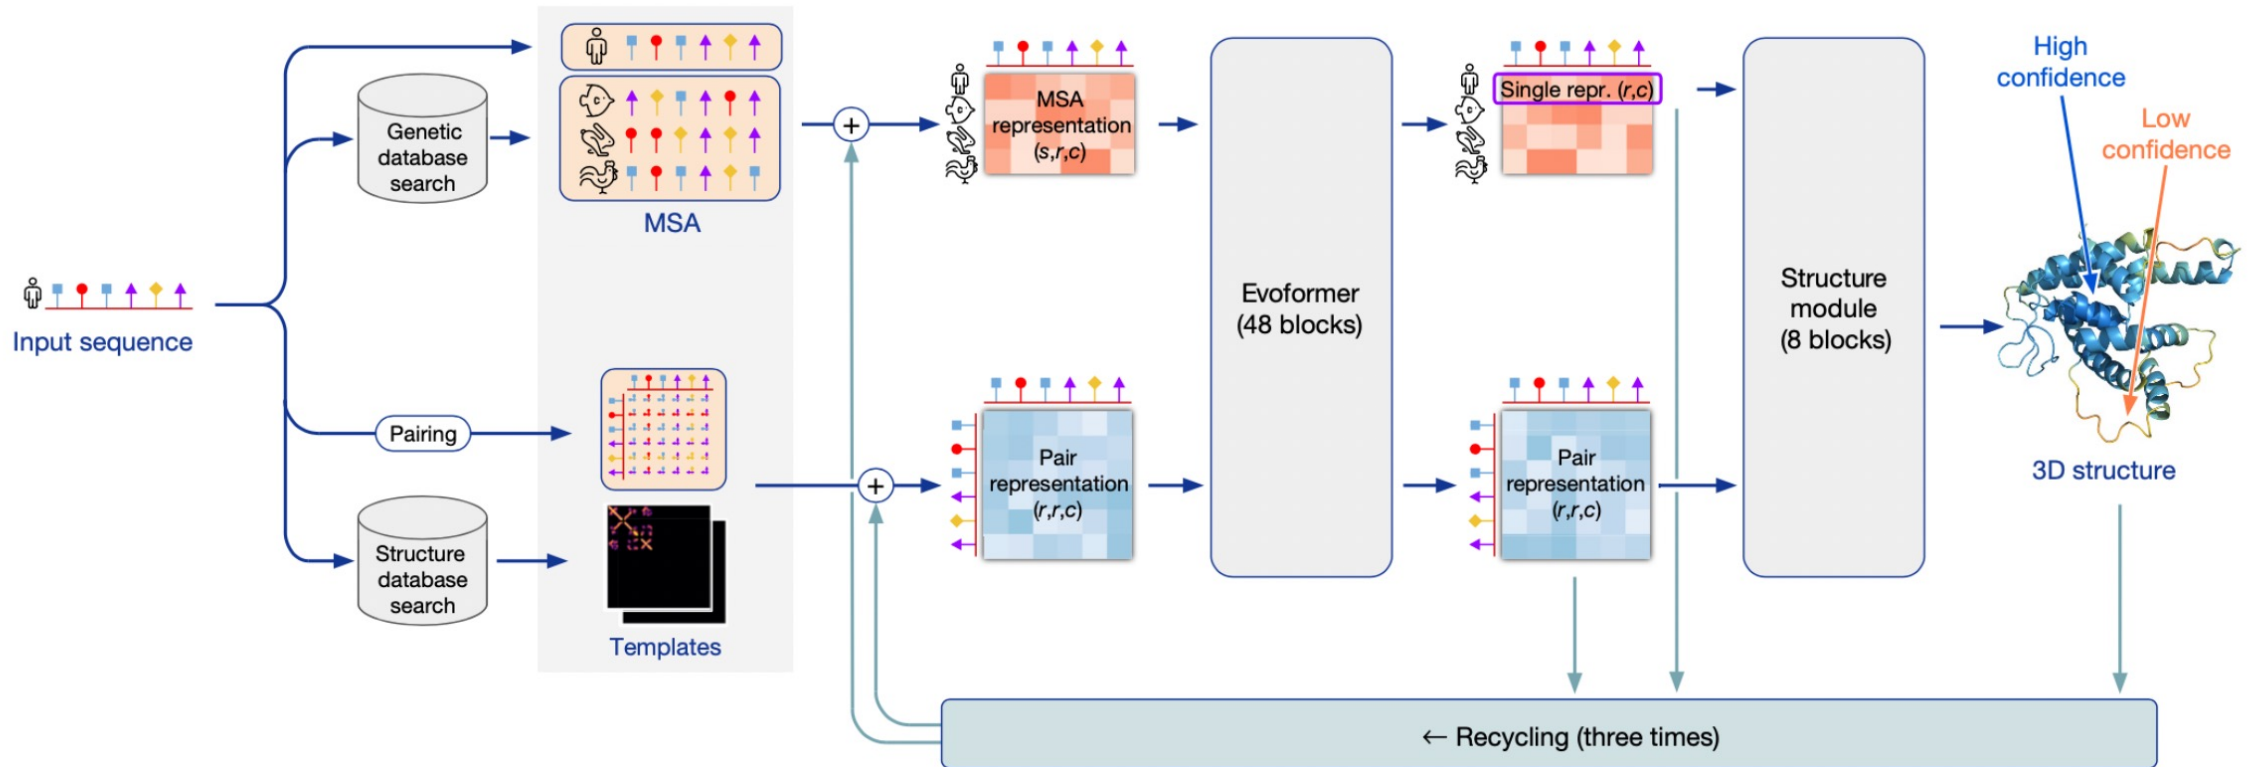 Input sequence
Genetic
database
search
Pairing
Structure
database
search
MSA
Templates
+
+
MSA
representation
(s,r,c)
Pair
representation
(r,r,c)
Evoformer
(48 blocks)
Single repr. (r,c)
Pair
representation
(r,r,c)
Structure
module
(8 blocks)
High
confidence
Low
confidence
3D structure
← Recycling (three times)